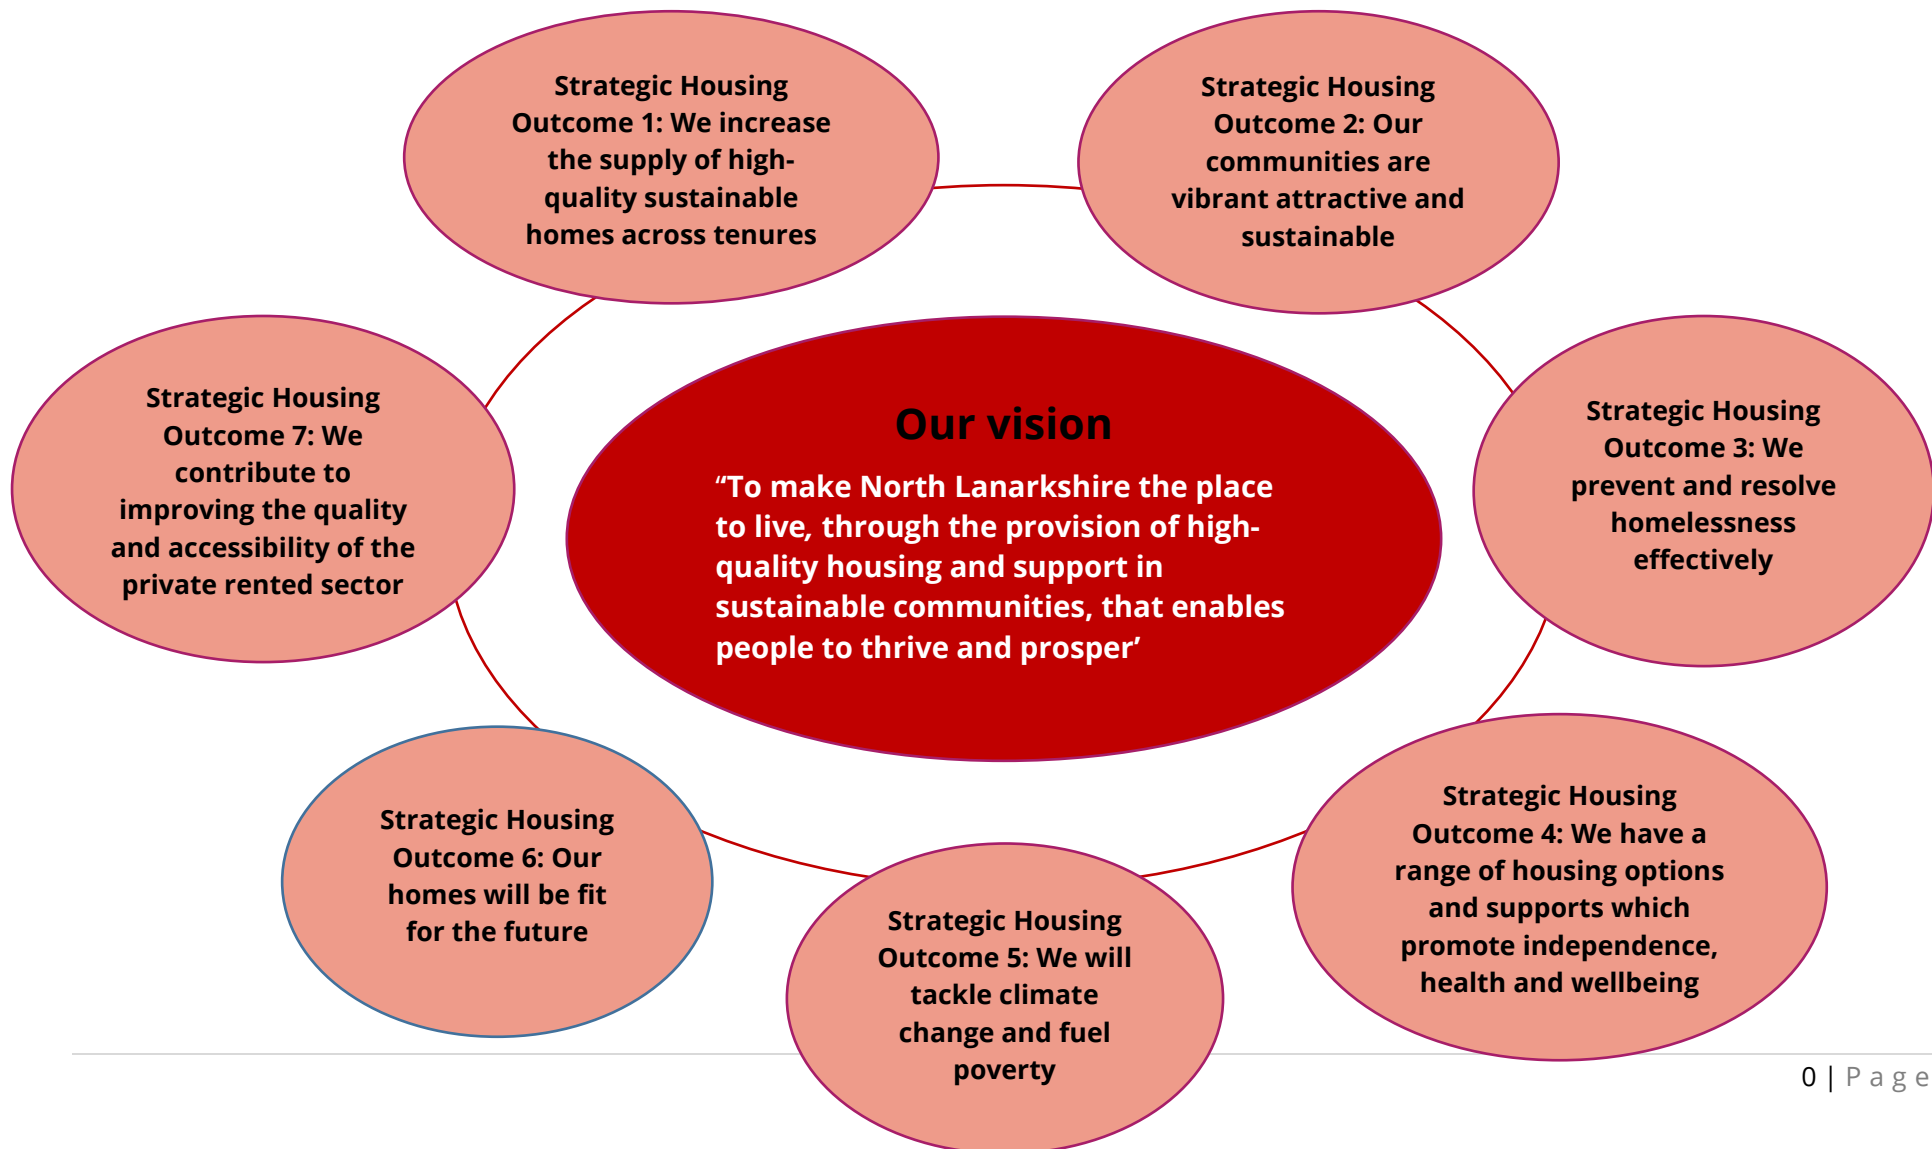 Strategic Housing
Outcome 1: We increase
the supply of high-
quality sustainable
homes across tenures
Strategic Housing
Outcome 2: Our
communities are
vibrant attractive and
sustainable
Strategic Housing
Outcome 3: We
prevent and resolve
homelessness
effectively
Strategic Housing
Outcome 4: We have a
range of housing options
and supports which
promote independence,
health and wellbeing
Strategic Housing
Outcome 5: We will
tackle climate
change and fuel
poverty
Strategic Housing
Outcome 6: Our
homes will be fit
for the future
Strategic Housing
Outcome 7: We
contribute to
improving the quality
and accessibility of the
private rented sector
Our vision
“To make North Lanarkshire the place
to live, through the provision of high-
quality housing and support in
sustainable communities, that enables
people to thrive and prosper’
0 | Page